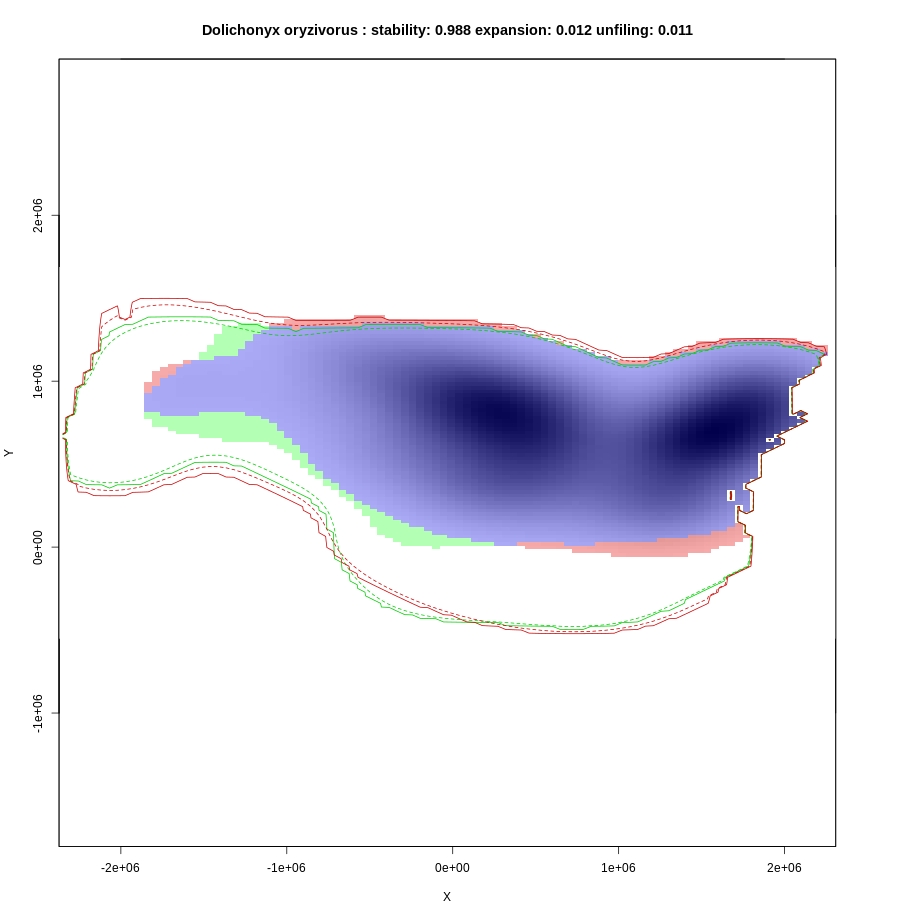 Dolichonyx oryzivorus : stability: 0.988 expansion: 0.012 unfiling: 0.011
2e+06
1e+06
Y
0e+00
-1e+06
-2e+06 -1e+06 0e+00 1e+06 2e+06
X